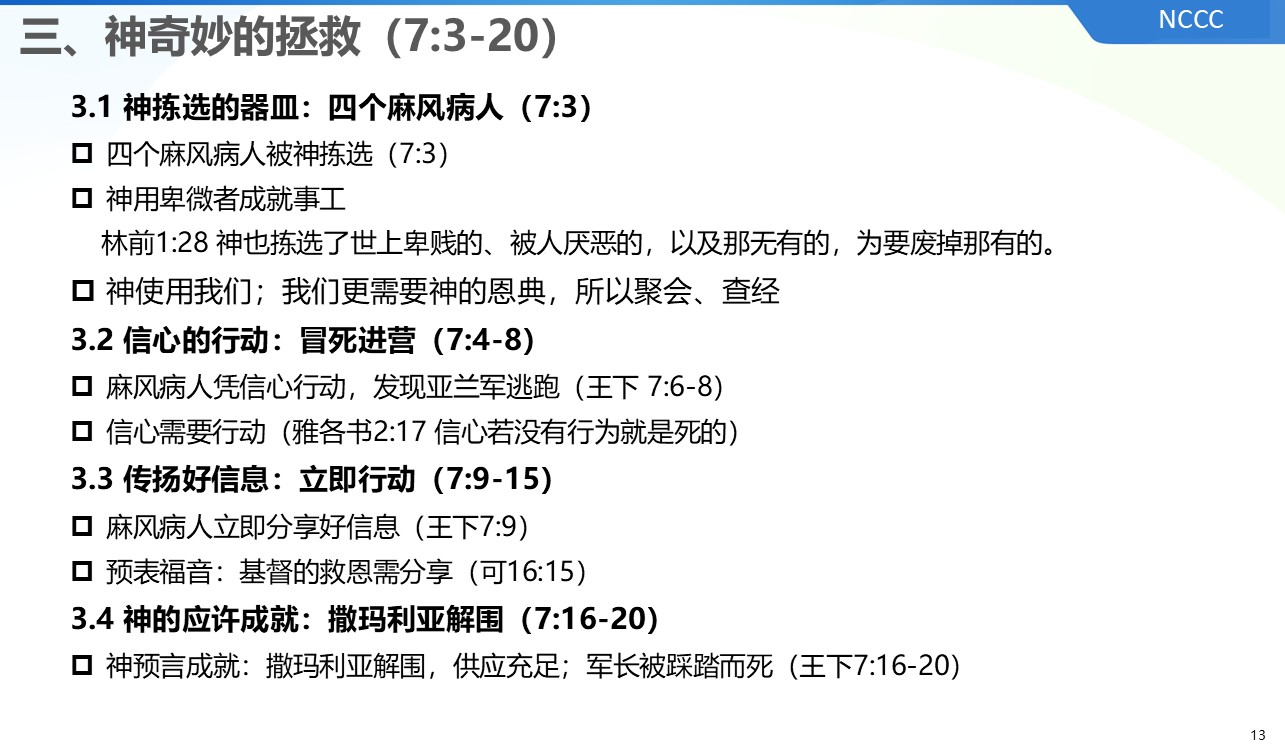 NCCC
三、神奇妙的拯救（7:3-20）
3.1 神拣选的器皿：四个麻风病人（7:3）
四个麻风病人被神拣选（7:3）
神用卑微者成就事工
林前1:28 神也拣选了世上卑贱的、被人厌恶的，以及那无有的，为要废掉那有的。
神使用我们；我们更需要神的恩典，所以聚会、查经
3.2 信心的行动：冒死进营（7:4-8）
麻风病人凭信心行动，发现亚兰军逃跑（王下 7:6-8）
信心需要行动（雅各书2:17 信心若没有行为就是死的）
3.3 传扬好信息：立即行动（7:9-15）
麻风病人立即分享好信息（王下7:9）
预表福音：基督的救恩需分享（可16:15）
3.4 神的应许成就：撒玛利亚解围（7:16-20）
神预言成就：撒玛利亚解围，供应充足；军长被踩踏而死（王下7:16-20）
13